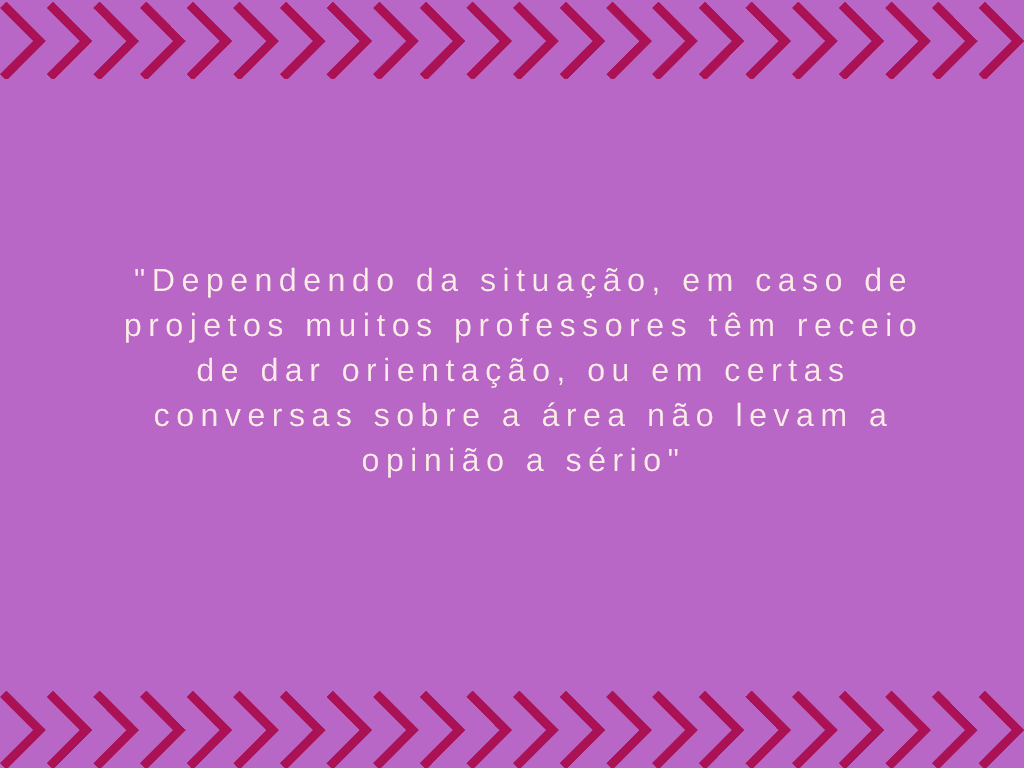 "Dependendo da situação, em caso de
projetos muitos professores têm receio
de dar orientação, ou em certas
conversas sobre a área não levam a
opinião a sério"